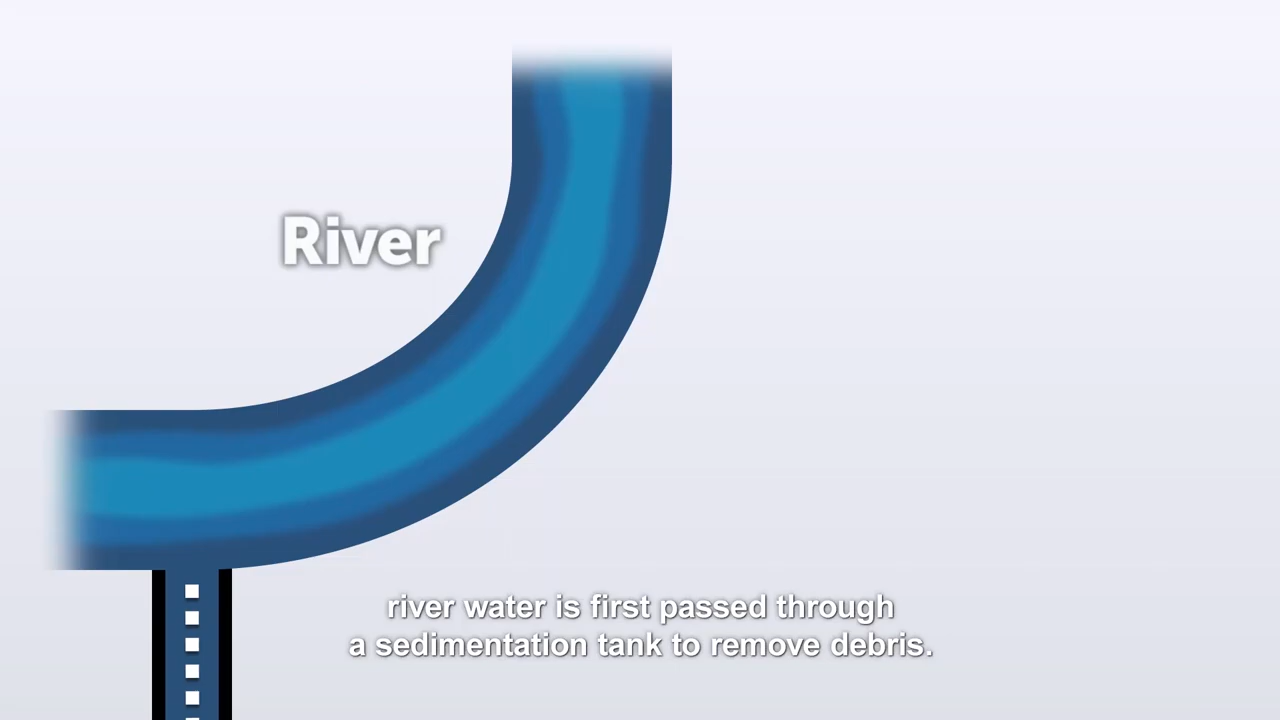 River
river water is first passed through
a sedimentation tank to remove debris.